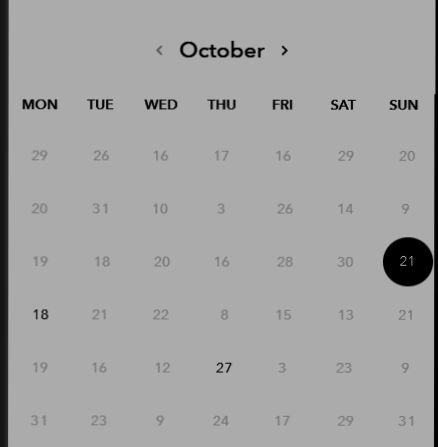 ‹ October ›
MON TUE WED THU FRI SAT SUN
29 26 16 17 16 29 20
20 31 10 3 26 14 9
19 18 20 16 28 30 21
18 21 22 8 15 13 21
19 16 12 27 3 23 9
31 23 9 24 17 29 31